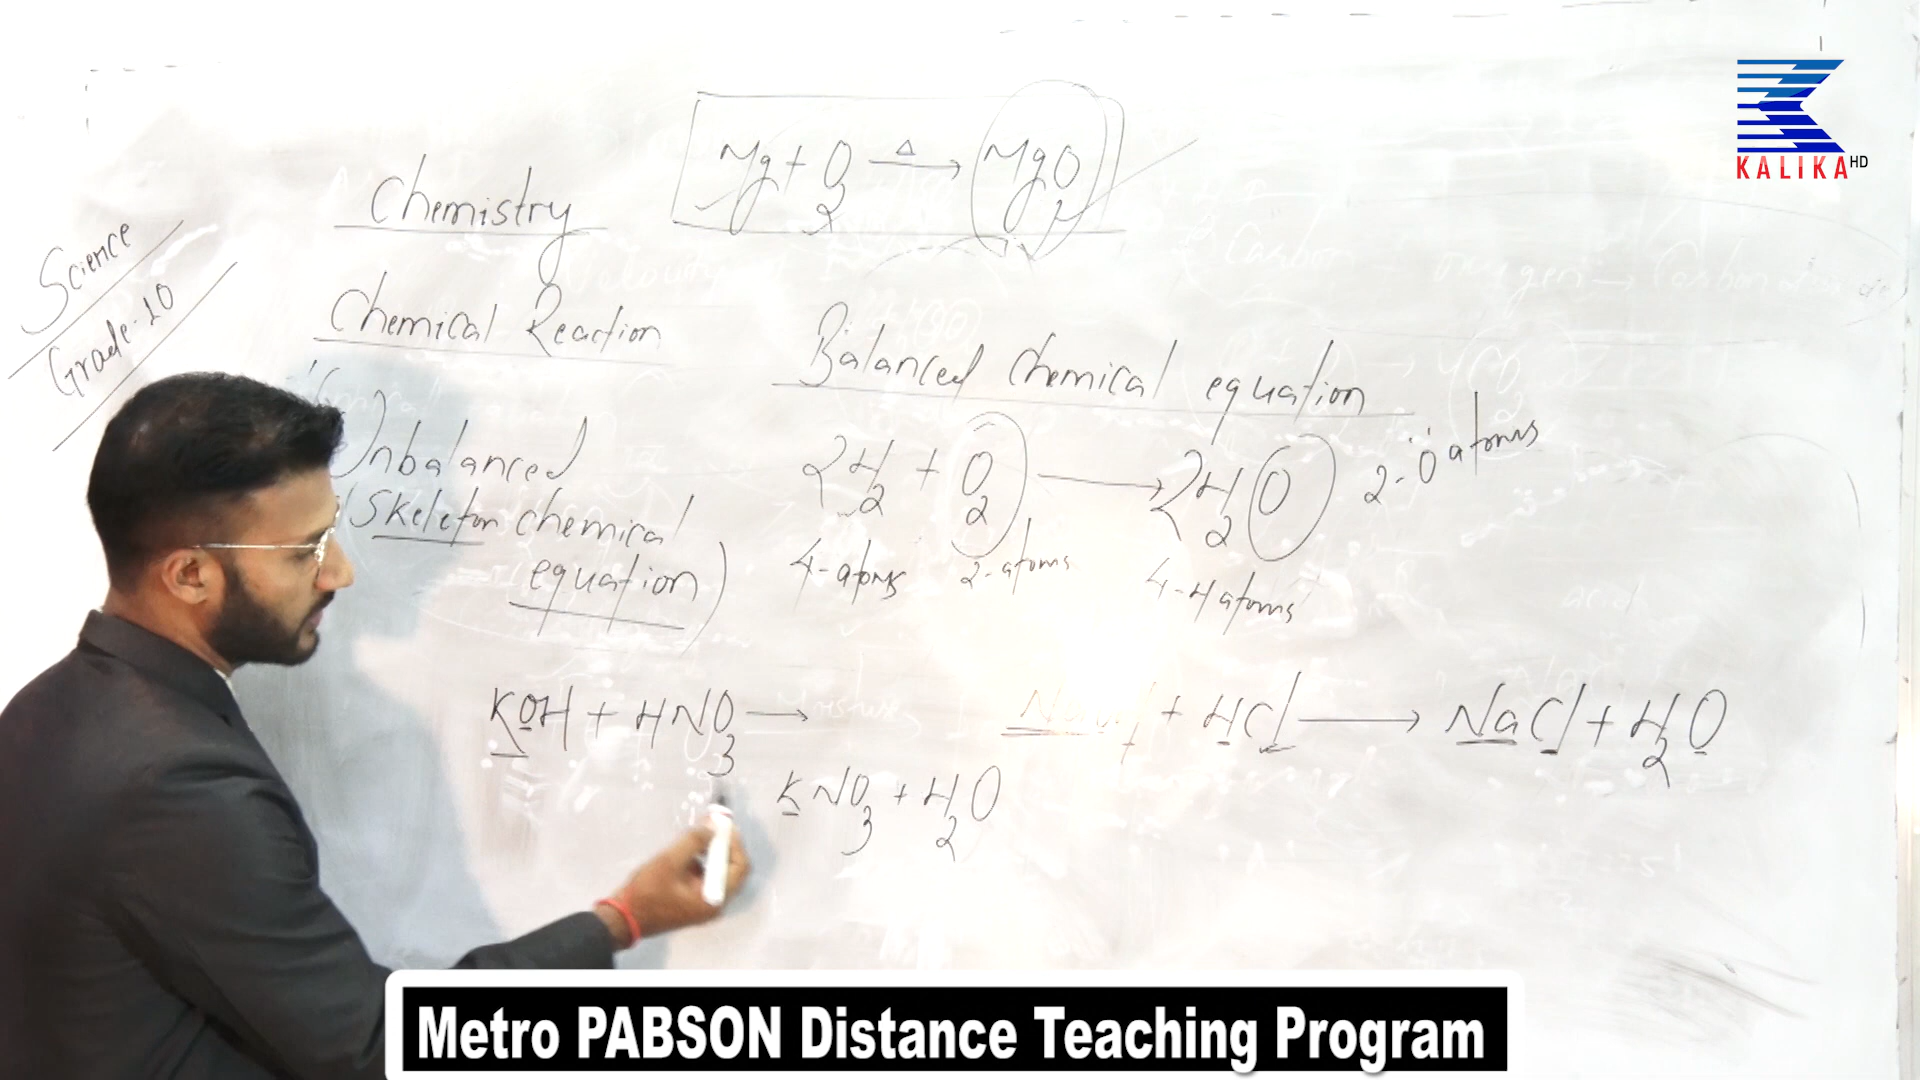 KALIKA HD
Science
Grade-10
Chemistry
Mg + O2 Δ→ MgO2
Chemical Reaction
Unbalanced
(Skeleton chemical
equation)
Balanced chemical equation
2H2 + O2 → 2H2O 2-O atoms
4-atoms 2-atoms 4-H atoms
KOH + HNO3 →
KNO3 + H2O
+ HCl → NaCl + H2O
Metro PABSON Distance Teaching Program